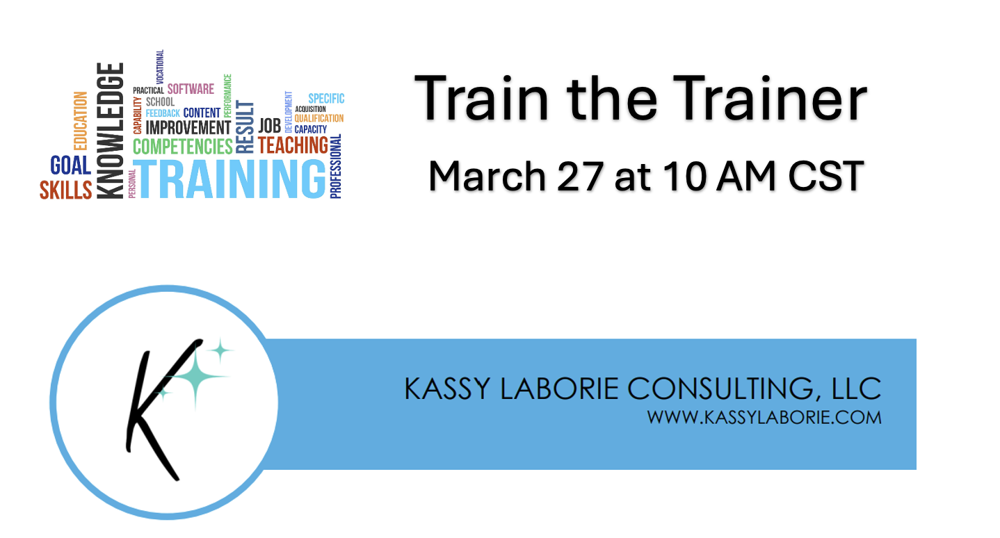 VOCATIONAL
PRACTICAL
SOFTWARE
PERFORMANCE
EDUCATION
KNOWLEDGE
CAPABILITY
SCHOOL
FEEDBACK
CONTENT
IMPROVEMENT
RESULT
JOB
DEVELOPMENT
SPECIFIC
ACQUISITION
QUALIFICATION
CAPACITY
COMPETENCIES
TEACHING
GOAL
SKILLS
PERSONAL
TRAINING
PROFESSIONAL
Train the Trainer
March 27 at 10 AM CST
K
KASSY LABORIE CONSULTING, LLC
WWW.KASSYLABORIE.COM